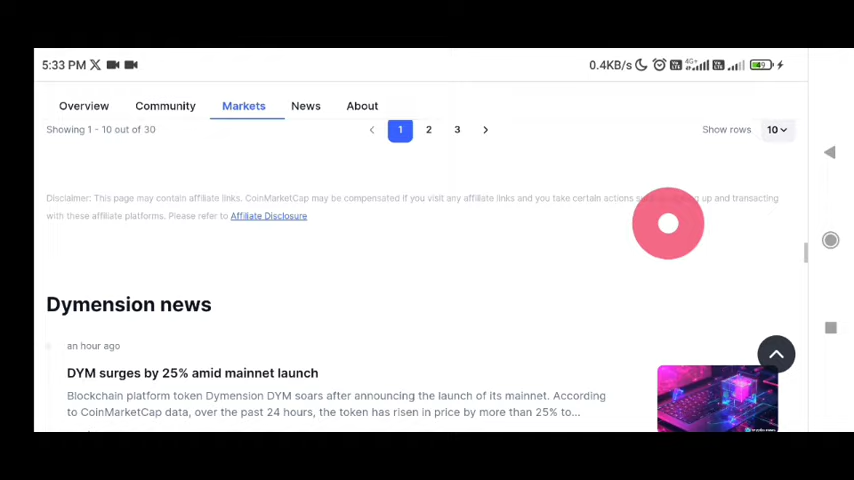 5:33 PM X 0.4KB/s 4G+ 49
Overview Community Markets News About
Showing 1 - 10 out of 30 1 2 3 Show rows 10
Disclaimer: This page may contain affiliate links. CoinMarketCap may be compensated if you visit any affiliate links and you take certain actions up and transacting
with these affiliate platforms. Please refer to Affiliate Disclosure
Dymension news
an hour ago
DYM surges by 25% amid mainnet launch
Blockchain platform token Dymension DYM soars after announcing the launch of its mainnet. According
to CoinMarketCap data, over the past 24 hours, the token has risen in price by more than 25% to...